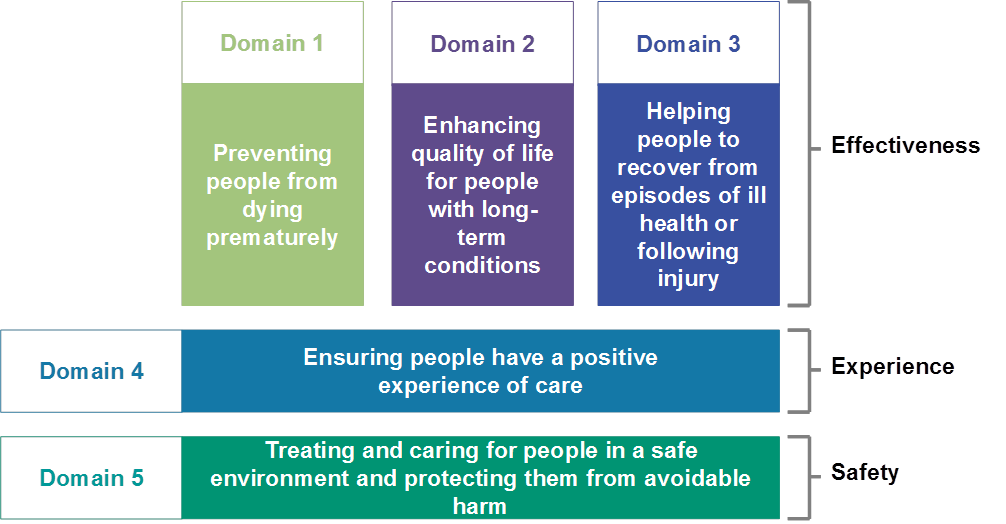 Domain 1
Preventing
people from
dying
prematurely
Domain 2
Enhancing
quality of life
for people
with long-
term
conditions
Domain 3
Helping
people to
recover from
episodes of ill
health or
following
injury
Effectiveness
Domain 4
Ensuring people have a positive
experience of care
Experience
Domain 5
Treating and caring for people in a safe
environment and protecting them from avoidable
harm
Safety